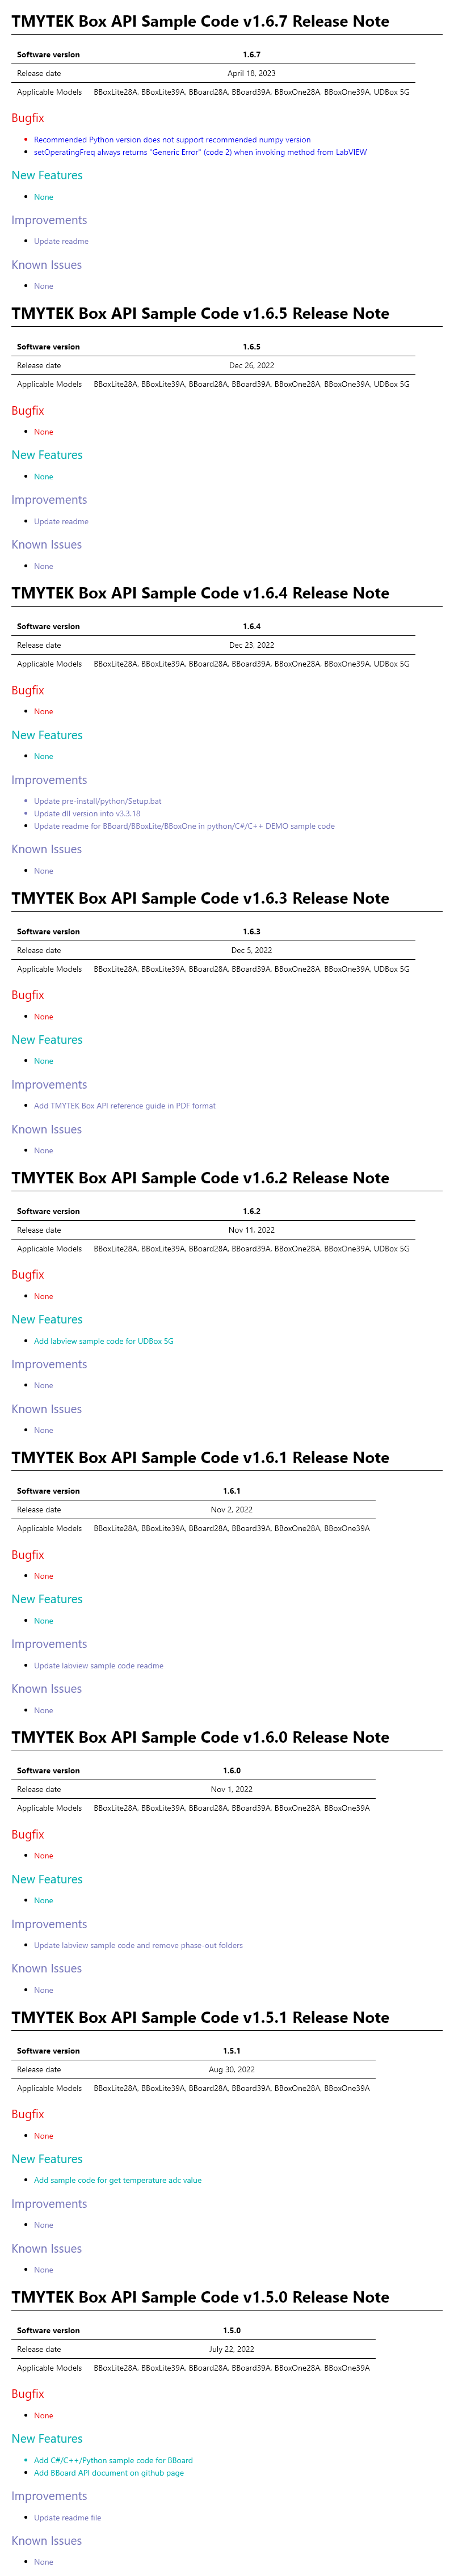 TMYTEK Box API Sample Code v1.6.7 Release Note
Software version 1.6.7
Release date April 18, 2023
Applicable Models BBoxLite28A, BBoxLite39A, BBoard28A, BBoard39A, BBoxOne28A, BBoxOne39A, UDBox 5G
Bugfix
Recommended Python version does not support recommended numpy version
setOperatingFreq always returns "Generic Error" (code 2) when invoking method from LabVIEW
New Features
None
Improvements
Update readme
Known Issues
None
TMYTEK Box API Sample Code v1.6.5 Release Note
Software version 1.6.5
Release date Dec 26, 2022
Applicable Models BBoxLite28A, BBoxLite39A, BBoard28A, BBoard39A, BBoxOne28A, BBoxOne39A, UDBox 5G
Bugfix
None
New Features
None
Improvements
Update readme
Known Issues
None
TMYTEK Box API Sample Code v1.6.4 Release Note
Software version 1.6.4
Release date Dec 23, 2022
Applicable Models BBoxLite28A, BBoxLite39A, BBoard28A, BBoard39A, BBoxOne28A, BBoxOne39A, UDBox 5G
Bugfix
None
New Features
None
Improvements
Update pre-install/python/Setup.bat
Update dll version into v3.3.18
Update readme for BBoard/BBoxLite/BBoxOne in python/C#/C++ DEMO sample code
Known Issues
None
TMYTEK Box API Sample Code v1.6.3 Release Note
Software version 1.6.3
Release date Dec 5, 2022
Applicable Models BBoxLite28A, BBoxLite39A, BBoard28A, BBoard39A, BBoxOne28A, BBoxOne39A, UDBox 5G
Bugfix
None
New Features
None
Improvements
Add TMYTEK Box API reference guide in PDF format
Known Issues
None
TMYTEK Box API Sample Code v1.6.2 Release Note
Software version 1.6.2
Release date Nov 11, 2022
Applicable Models BBoxLite28A, BBoxLite39A, BBoard28A, BBoard39A, BBoxOne28A, BBoxOne39A, UDBox 5G
Bugfix
None
New Features
Add labview sample code for UDBox 5G
Improvements
None
Known Issues
None
TMYTEK Box API Sample Code v1.6.1 Release Note
Software version 1.6.1
Release date Nov 2, 2022
Applicable Models BBoxLite28A, BBoxLite39A, BBoard28A, BBoard39A, BBoxOne28A, BBoxOne39A
Bugfix
None
New Features
None
Improvements
Update labview sample code readme
Known Issues
None
TMYTEK Box API Sample Code v1.6.0 Release Note
Software version 1.6.0
Release date Nov 1, 2022
Applicable Models BBoxLite28A, BBoxLite39A, BBoard28A, BBoard39A, BBoxOne28A, BBoxOne39A
Bugfix
None
New Features
None
Improvements
Update labview sample code and remove phase-out folders
Known Issues
None
TMYTEK Box API Sample Code v1.5.1 Release Note
Software version 1.5.1
Release date Aug 30, 2022
Applicable Models BBoxLite28A, BBoxLite39A, BBoard28A, BBoard39A, BBoxOne28A, BBoxOne39A
Bugfix
None
New Features
Add sample code for get temperature adc value
Improvements
None
Known Issues
None
TMYTEK Box API Sample Code v1.5.0 Release Note
Software version 1.5.0
Release date July 22, 2022
Applicable Models BBoxLite28A, BBoxLite39A, BBoard28A, BBoard39A, BBoxOne28A, BBoxOne39A
Bugfix
None
New Features
Add C#/C++/Python sample code for BBoard
Add BBoard API document on github page
Improvements
Update readme file
Known Issues
None